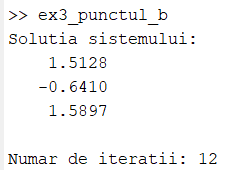 >> ex3_punctul_b
Solutia sistemului:
1.5128
-0.6410
1.5897
Numar de iteratii: 12